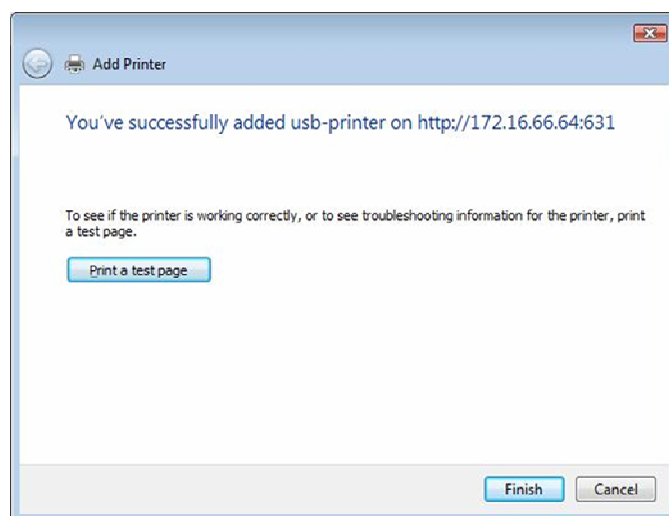 Add Printer
You've successfully added usb-printer on http://172.16.66.64:631
To see if the printer is working correctly, or to see troubleshooting information for the printer, print
a test page.
Print a test page
Finish
Cancel